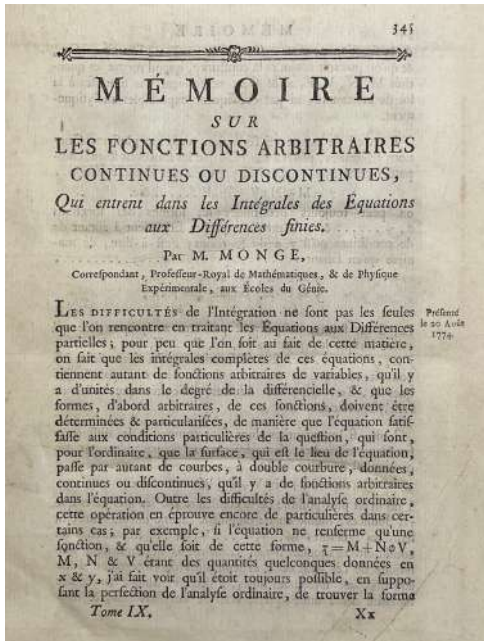 345
MÉMOIRE
SUR
LES FONCTIONS ARBITRAIRES
CONTINUES OU DISCONTINUES,
Qui entrent dans les Intégrales des Équations
aux Différences finies.
Par M. MONGE,
Correspondant, Professeur-Royal de Mathématiques, & de Physique
Expérimentale, aux Écoles du Génie.
LES DIFFICULTÉS de l'Intégration ne sont pas les seules
Présenté
que l'on rencontre en traitant les Équations aux Différences
le 20 Août
partielles; pour peu que l'on soit au fait de cette matière,
1774.
on sait que les intégrales complètes de ces équations, con-
tiennent autant de fonctions arbitraires de variables, qu'il y
a d'unités dans le degré de la différencielle, & que les
formes, d'abord arbitraires, de ces fonctions, doivent être
déterminées & particularisées, de manière que l'équation satis-
fasse aux conditions particulières de la question, qui sont,
pour l'ordinaire, que la surface, qui est le lieu de l'équation,
passe par autant de courbes, à double courbure, données,
continues ou discontinues, qu'il y a de fonctions arbitraires
dans l'équation. Outre les difficultés de l'analyse ordinaire,
cette opération en éprouve encore de particulières dans cer-
tains cas; par exemple, si l'équation ne renferme qu'une
fonction, & qu'elle soit de cette forme, z=M+NφV,
M, N & V étant des quantités quelconques données en
x & y, j'ai fait voir qu'il étoit toujours possible, en suppo-
sant la perfection de l'analyse ordinaire, de trouver la forme
Tome IX. Xx